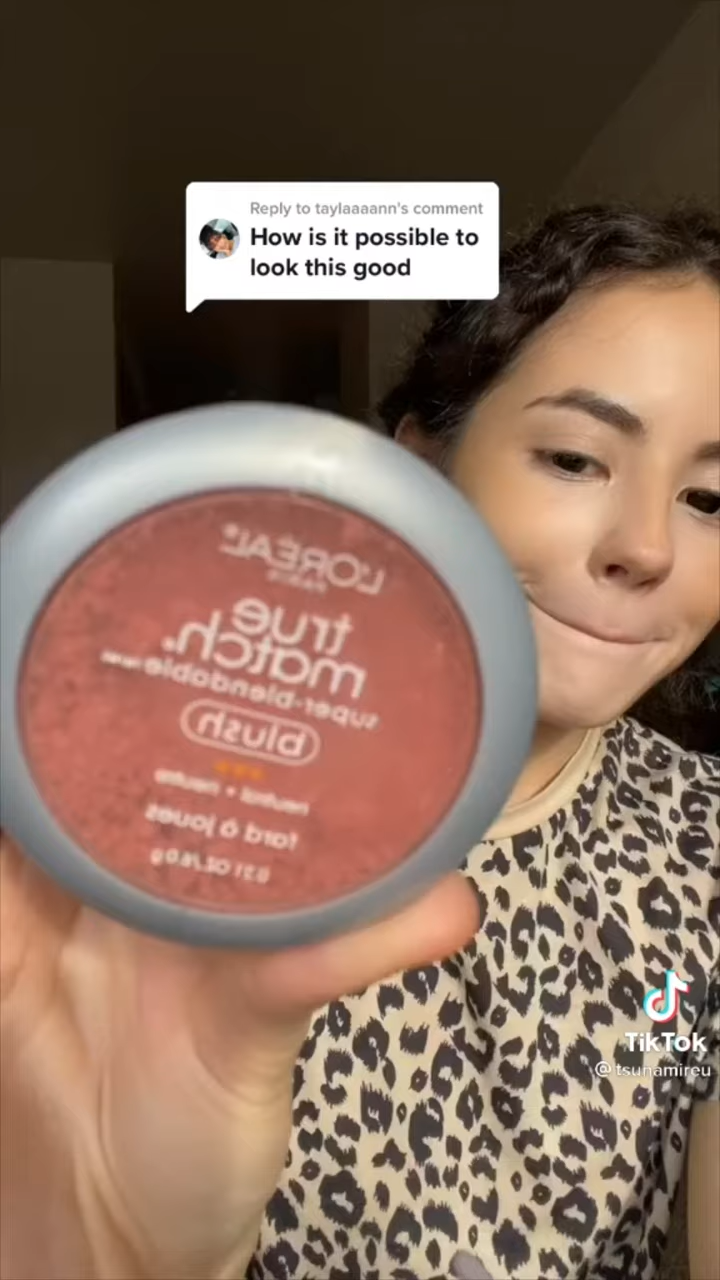 Reply to taylaaaann's comment
How is it possible to
look this good
L'ORÉAL
PARIS
true
match.
super-blendable
blush
neutral • neutre
fard à joues
0.21 OZ./6.0g
TikTok
@tsunamireu